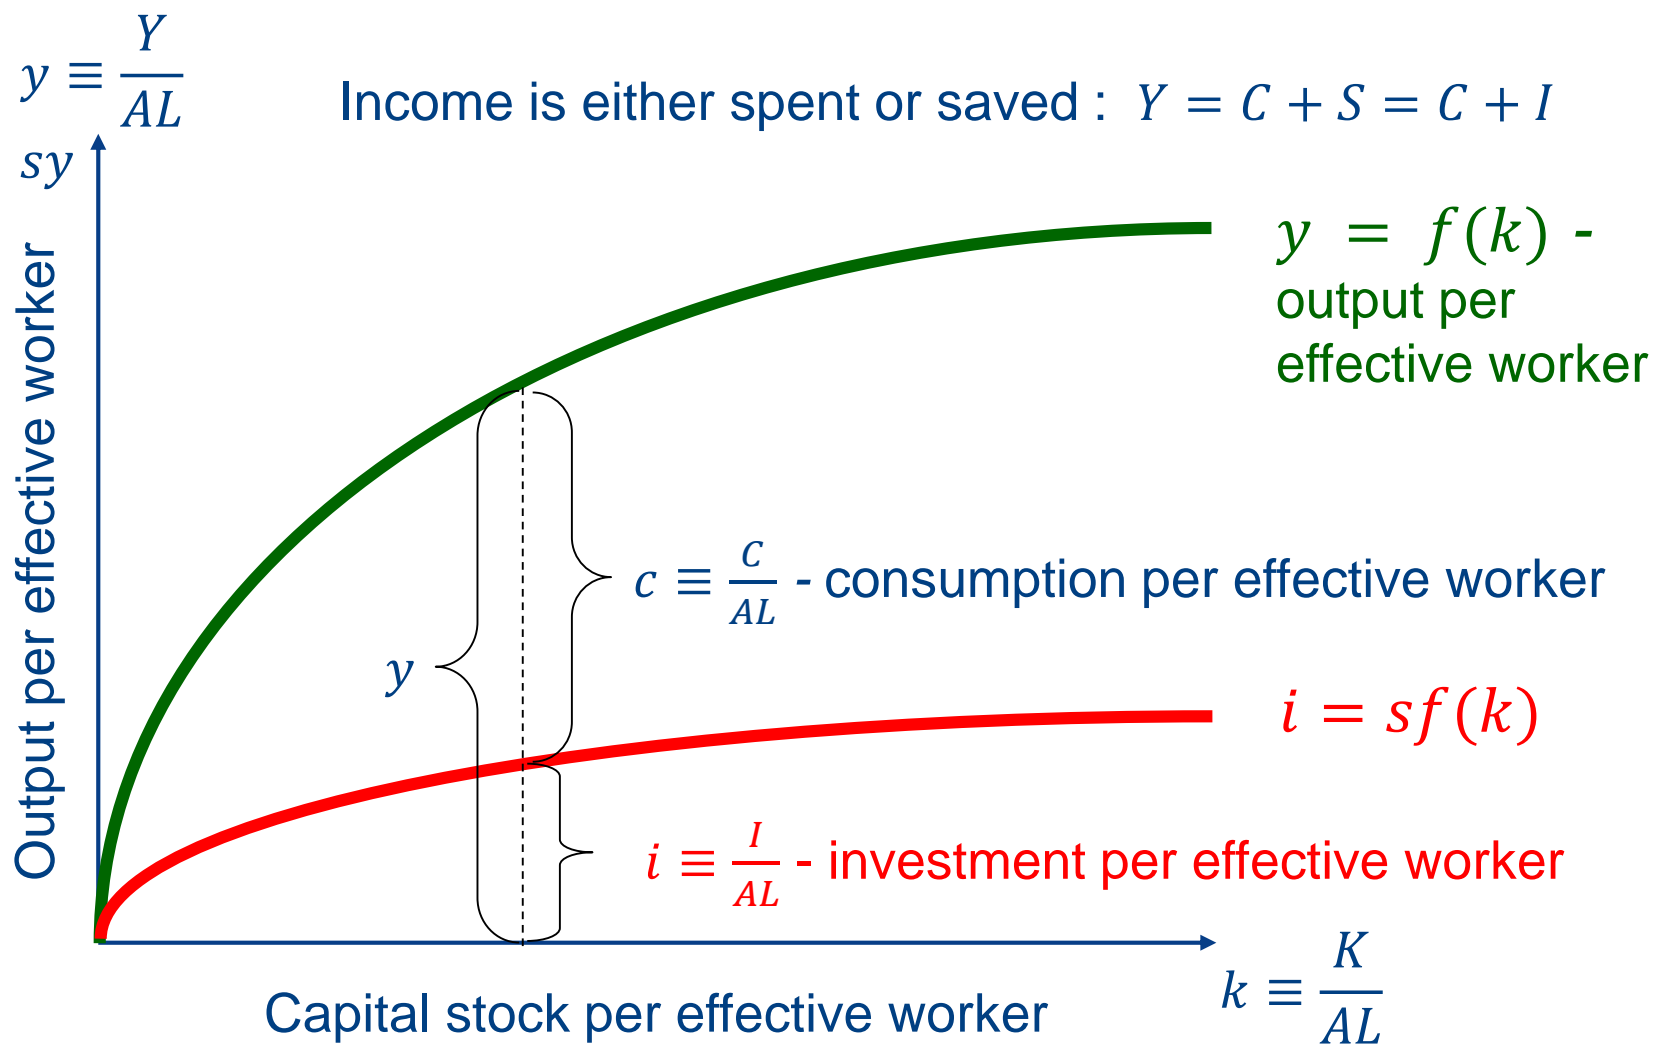 y ≡ Y/AL
Income is either spent or saved : Y = C + S = C + I
sy
Output per effective worker
y = f(k) -
output per
effective worker
c ≡ C/AL - consumption per effective worker
y
i = sf(k)
i ≡ I/AL - investment per effective worker
k ≡ K/AL
Capital stock per effective worker